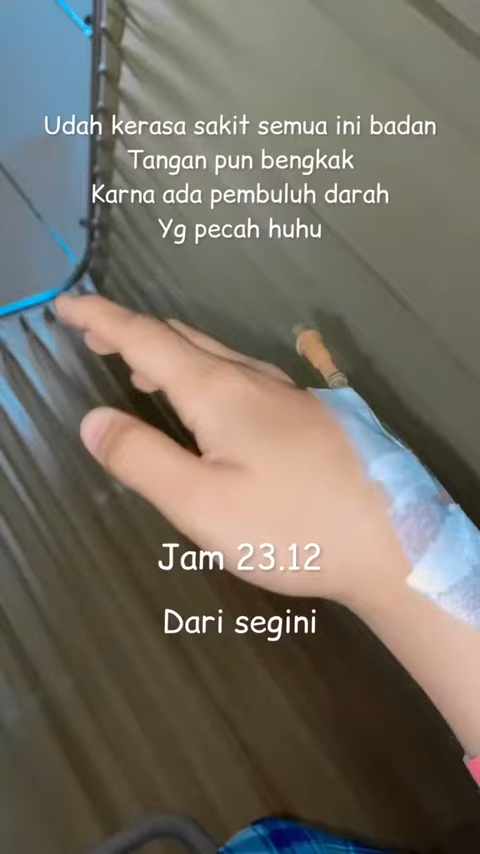 Udah kerasa sakit semua ini badan
Tangan pun bengkak
Karna ada pembuluh darah
Yg pecah huhu
Jam 23.12
Dari segini